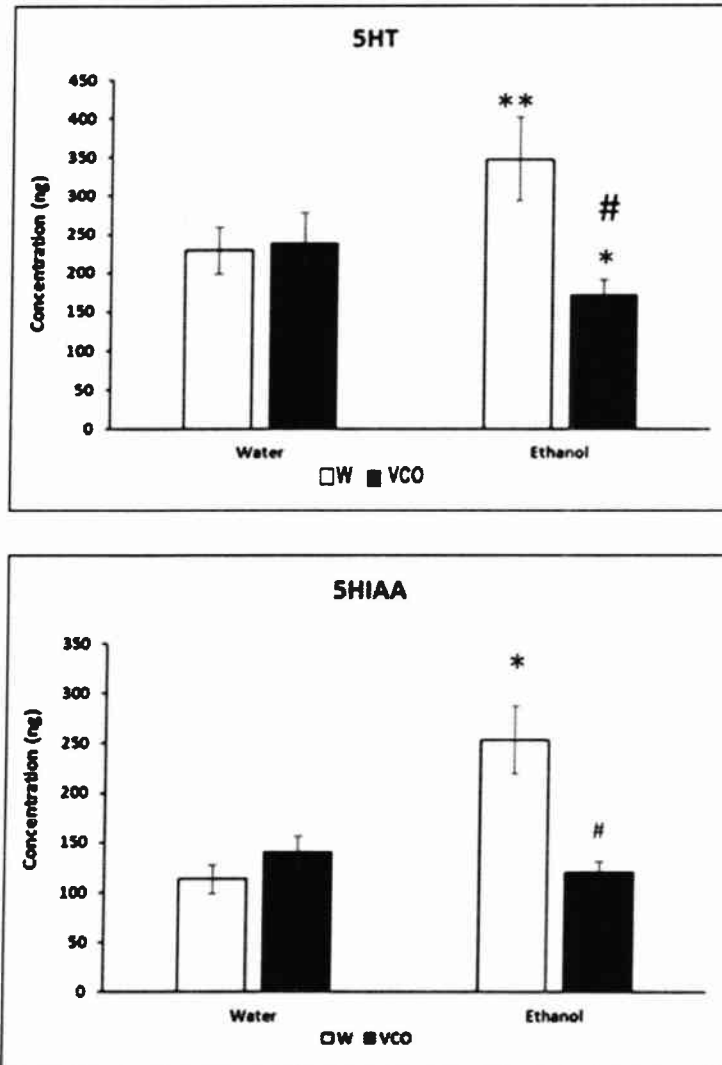 5HT
450
400
350
300
250
200
150
100
50
0
Concentration (ng)
**
#
*
Water Ethanol
W VCO
5HIAA
350
300
250
200
150
100
50
0
Concentration (ng)
*
#
Water Ethanol
W VCO